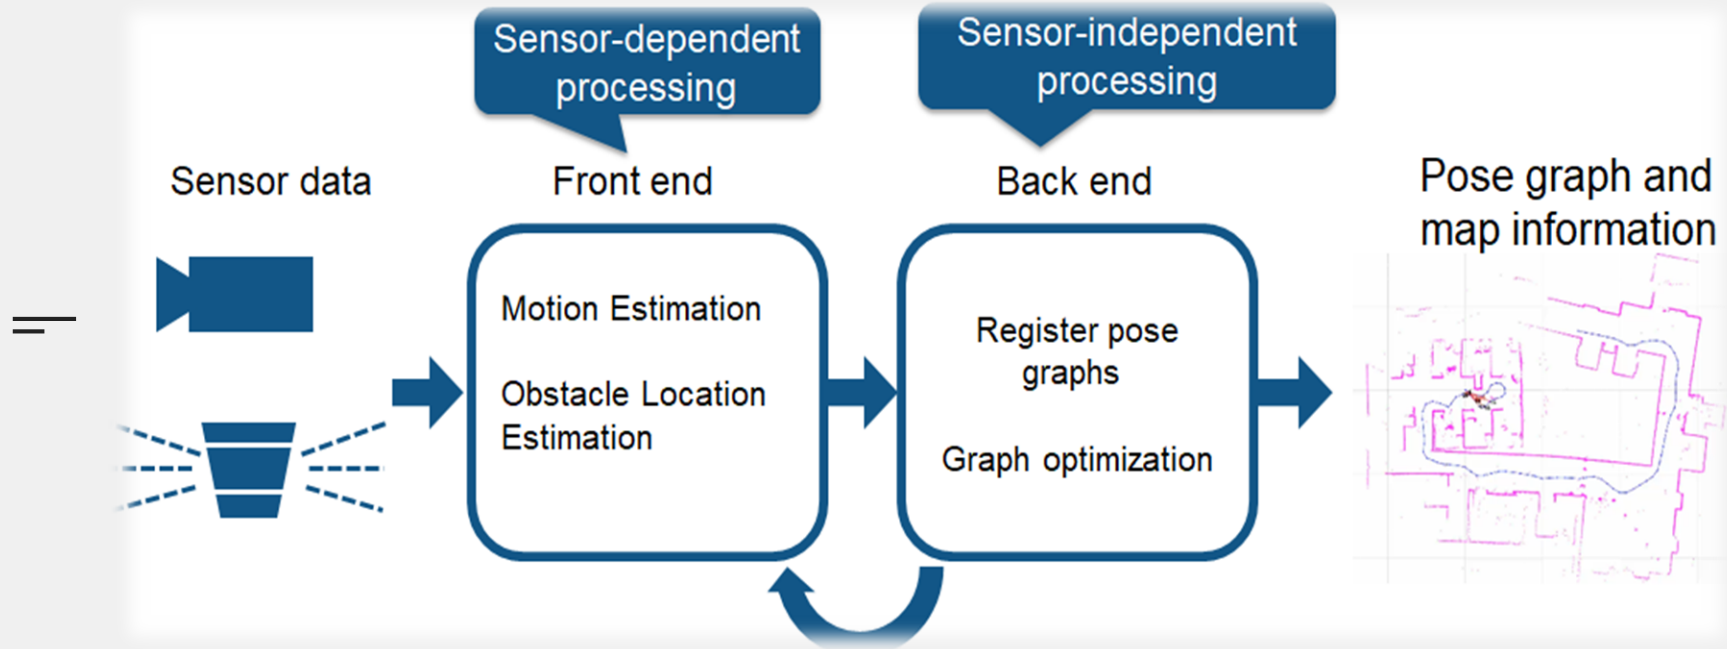 Sensor-dependent
processing
Sensor-independent
processing
Sensor data
Front end
Back end
Pose graph and
map information
Motion Estimation
Obstacle Location
Estimation
Register pose
graphs
Graph optimization